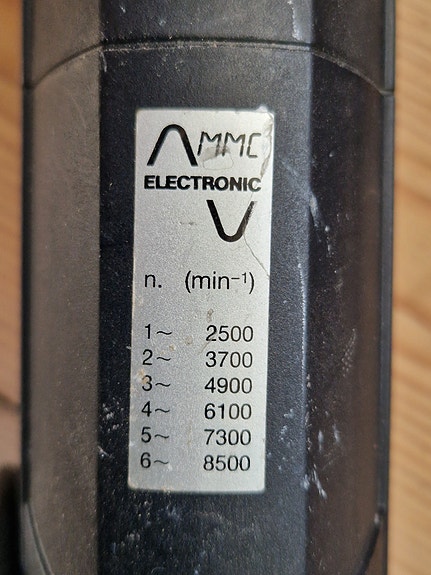 MMC
ELECTRONIC
n. (min⁻¹)
1~ 2500
2~ 3700
3~ 4900
4~ 6100
5~ 7300
6~ 8500